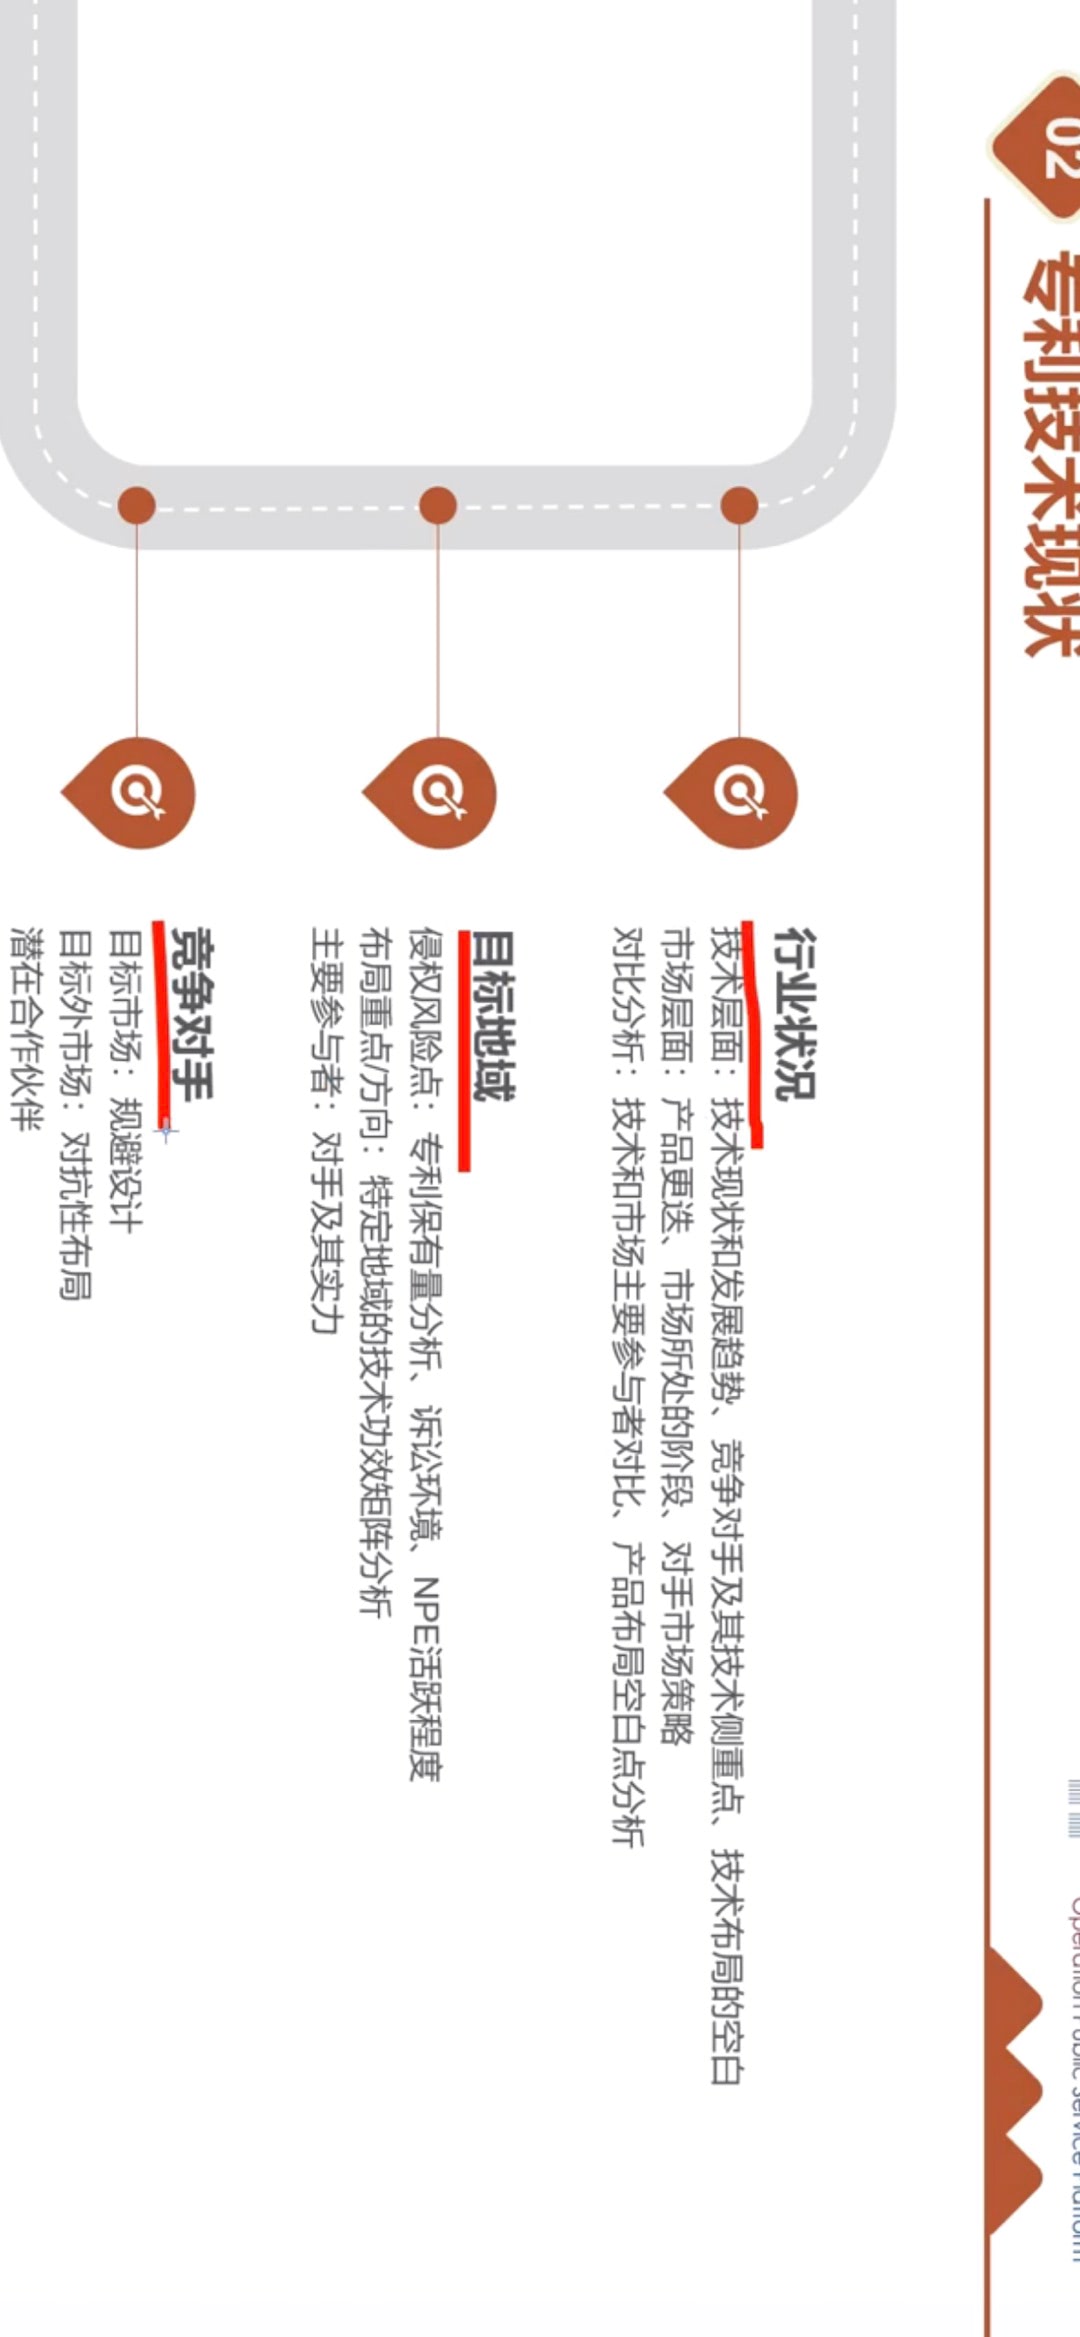 02
专利技术现状
Operation Public Service Platform
行业状况
技术层面：技术现状和发展趋势、竞争对手及其技术侧重点、技术布局的空白
市场层面：产品更迭、市场所处的阶段、对手市场策略
对比分析：技术和市场主要参与者对比、产品布局空白点分析
目标地域
侵权风险点：专利保有量分析、诉讼环境、NPE活跃程度
布局重点/方向：特定地域的技术功效矩阵分析
主要参与者：对手及其实力
竞争对手
目标市场：规避设计
目标外市场：对抗性布局
潜在合作伙伴